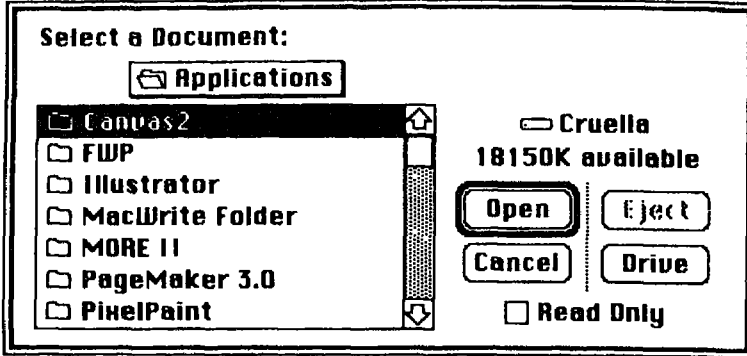 Select a Document:
Applications
Canvas2
FWP
Illustrator
MacWrite Folder
MORE II
PageMaker 3.0
PixelPaint
Cruella
18150K available
Open
Eject
Cancel
Drive
Read Only